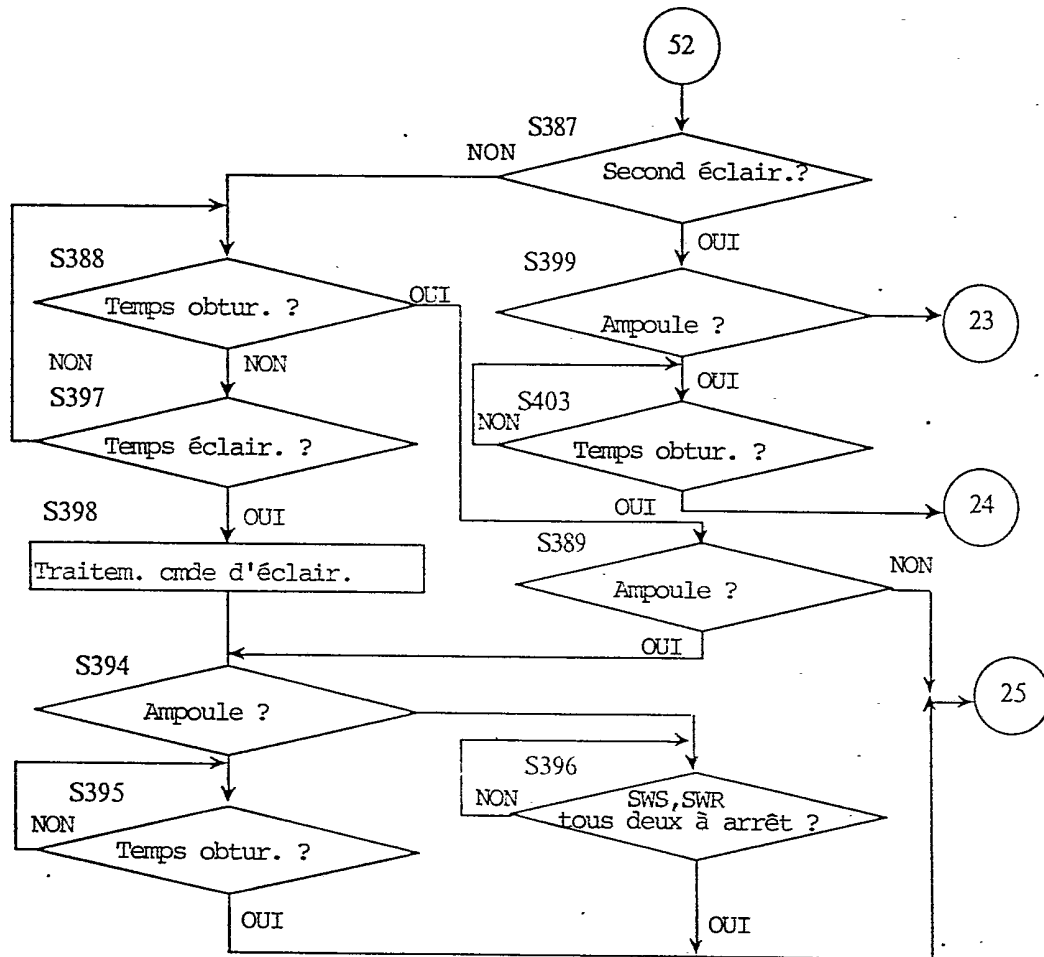 52
S387
NON
Second éclair.?
OUI
S399
S388
Temps obtur. ?
OUI
Ampoule ?
23
NON
NON
OUI
S397
S403
NON
Temps éclair. ?
Temps obtur. ?
S398
OUI
OUI
24
S389
Traitem. cmde d'éclair.
Ampoule ?
NON
OUI
S394
Ampoule ?
25
S395
S396
NON
NON
SWS,SWR
tous deux à arrêt ?
Temps obtur. ?
OUI
OUI